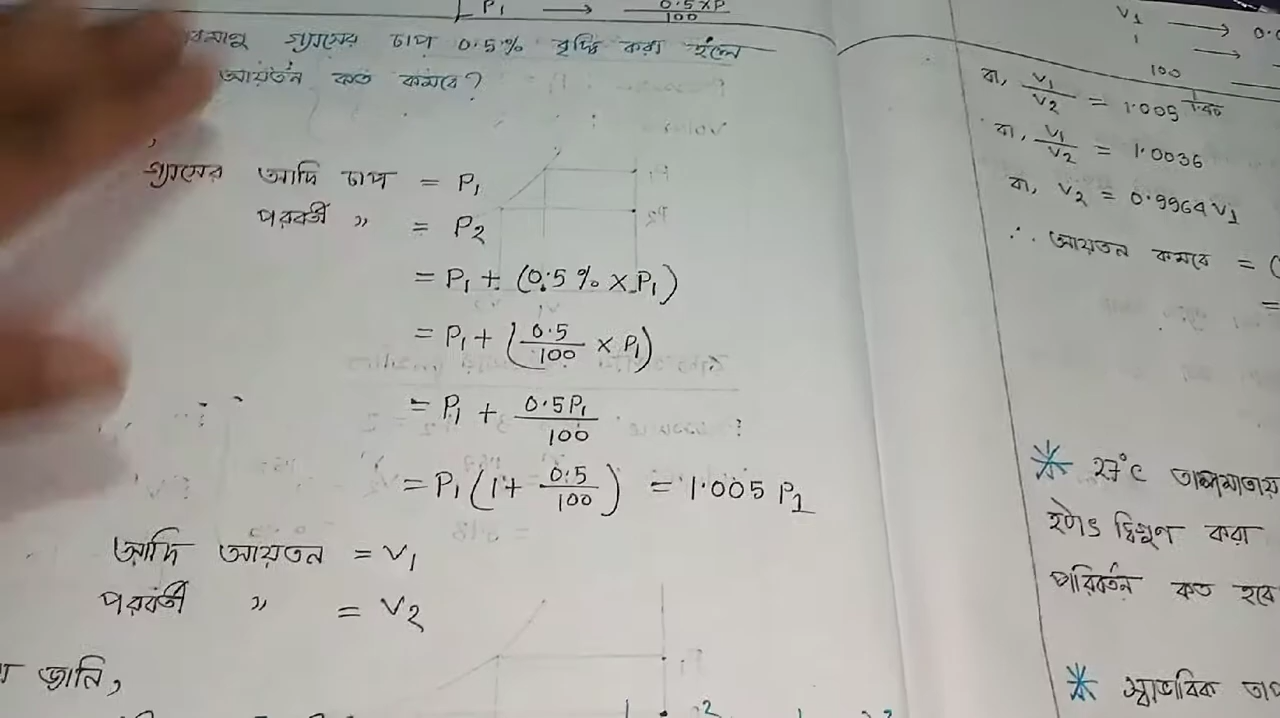 P₁ ⟶ 0.5×P / 100
গ্যাসের চাপ 0.5% বৃদ্ধি করা হলে
আয়তন কত কমবে?
গ্যাসের আদি চাপ = P₁
পরবর্তী " = P₂
= P₁ + (0.5% × P₁)
= P₁ + (0.5/100 × P₁)
= P₁ + 0.5P₁/100
= P₁(1 + 0.5/100) = 1.005 P₁
আদি আয়তন = V₁
পরবর্তী " = V₂
জানি,
V₁ ⟶ 0.0
1 ⟶
100
বা, V₁/V₂ = 1.005
বা, V₁/V₂ = 1.0036
বা, V₂ = 0.9964 V₁
∴ আয়তন কমবে = (
=
* 27°C তাপমাত্রায়
হঠাৎ দ্বিগুণ করা
পরিবর্তন কত হবে
* স্বাভাবিক তাপ